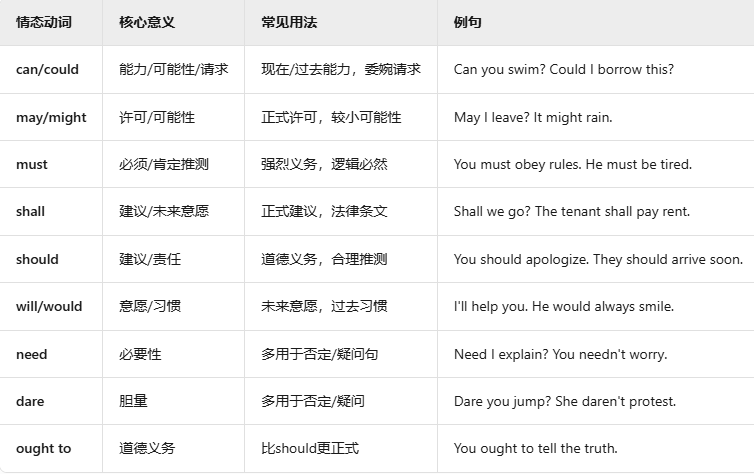 情态动词 核心意义 常见用法 例句
can/could 能力/可能性/请求 现在/过去能力，委婉请求 Can you swim? Could I borrow this?
may/might 许可/可能性 正式许可，较小可能性 May I leave? It might rain.
must 必须/肯定推测 强烈义务，逻辑必然 You must obey rules. He must be tired.
shall 建议/未来意愿 正式建议，法律条文 Shall we go? The tenant shall pay rent.
should 建议/责任 道德义务，合理推测 You should apologize. They should arrive soon.
will/would 意愿/习惯 未来意愿，过去习惯 I'll help you. He would always smile.
need 必要性 多用于否定/疑问句 Need I explain? You needn't worry.
dare 胆量 多用于否定/疑问 Dare you jump? She daren't protest.
ought to 道德义务 比should更正式 You ought to tell the truth.